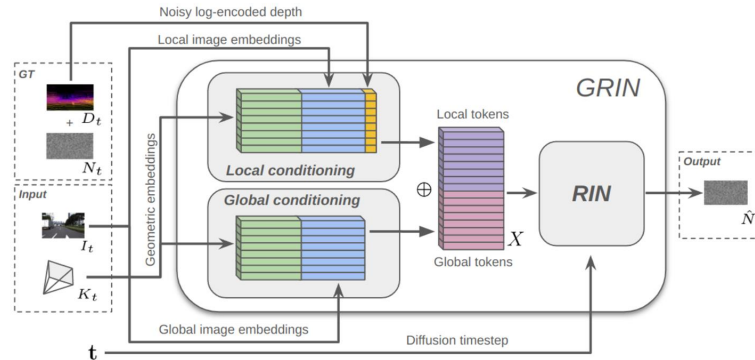 Noisy log-encoded depth
Local image embeddings
GT
+ D_t
N_t
GRIN
Local tokens
Local conditioning
Geometric embeddings
Input
Global conditioning
⊕
RIN
Output
N̂
I_t
X
K_t
Global tokens
Global image embeddings
Diffusion timestep
t